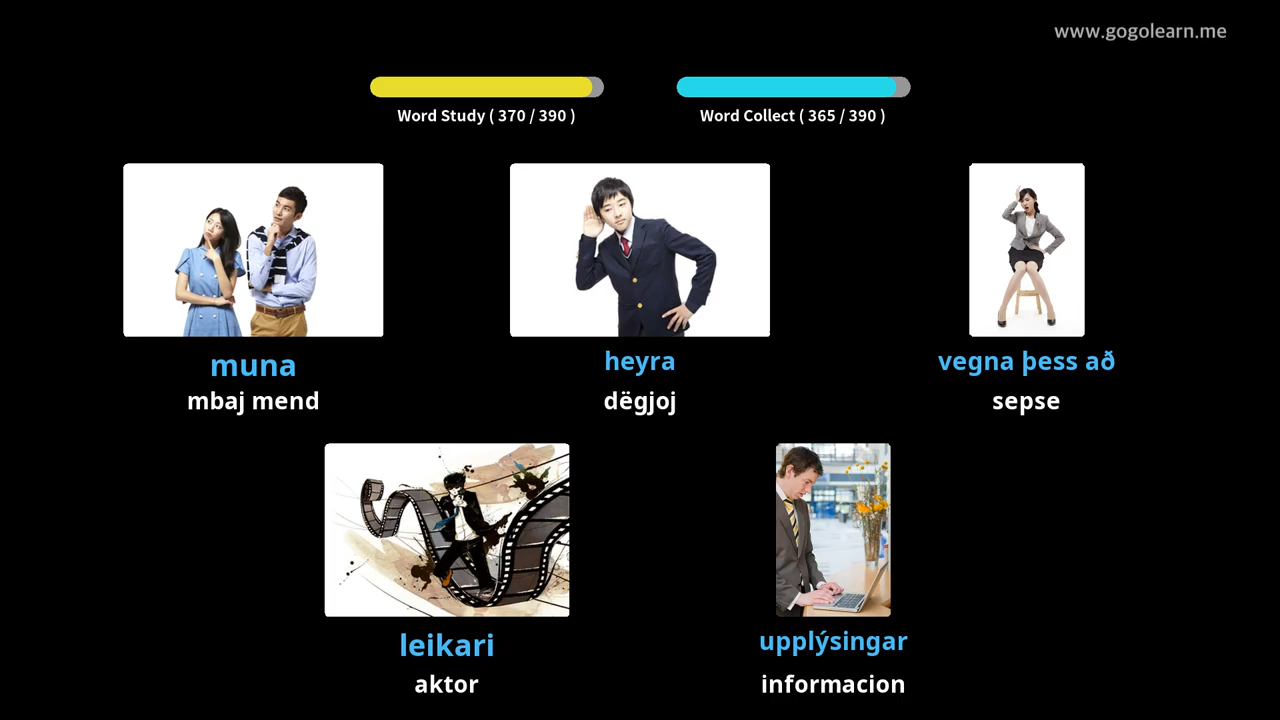 www.gogolearn.me
Word Study ( 370 / 390 )
Word Collect ( 365 / 390 )
muna
mbaj mend
heyra
dëgjoj
vegna þess að
sepse
leikari
aktor
upplýsingar
informacion